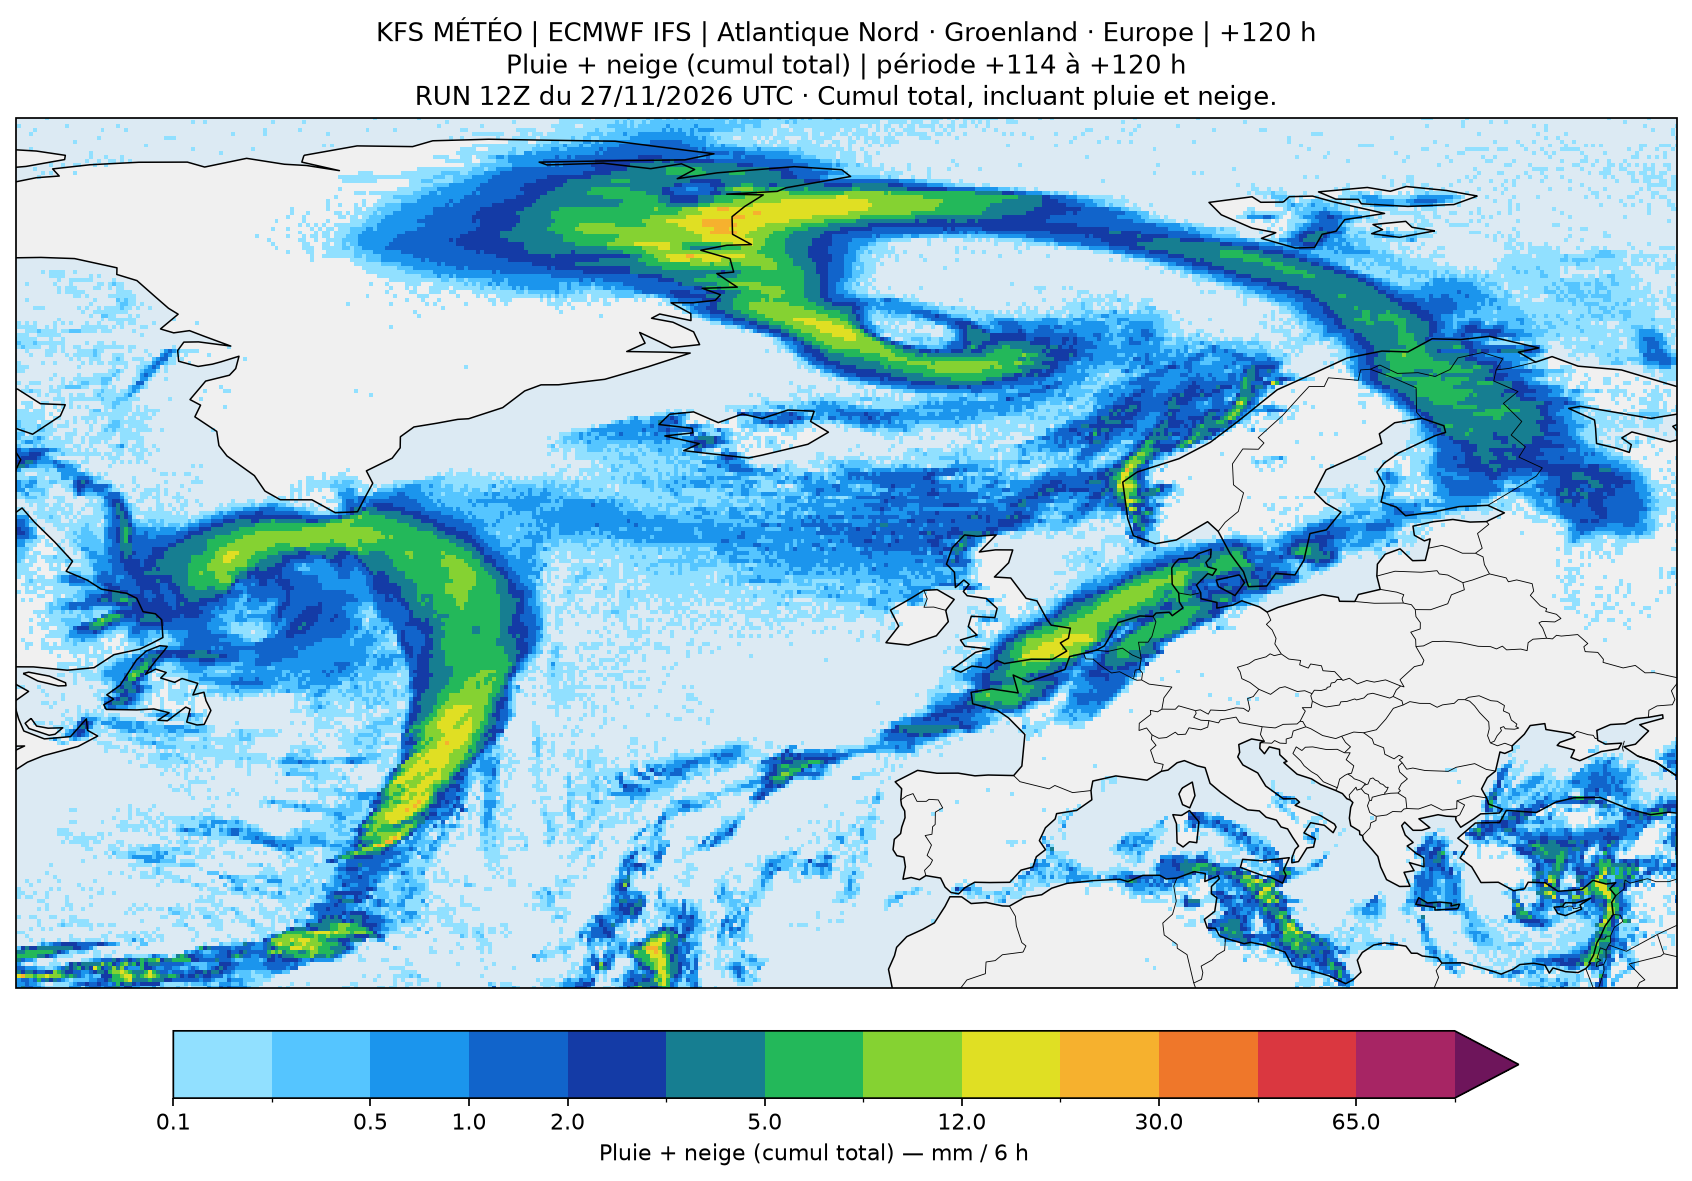 KFS MÉTÉO | ECMWF IFS | Atlantique Nord · Groenland · Europe | +120 h
Pluie + neige (cumul total) | période +114 à +120 h
RUN 12Z du 27/11/2026 UTC · Cumul total, incluant pluie et neige.
0.1 0.5 1.0 2.0 5.0 12.0 30.0 65.0
Pluie + neige (cumul total) — mm / 6 h